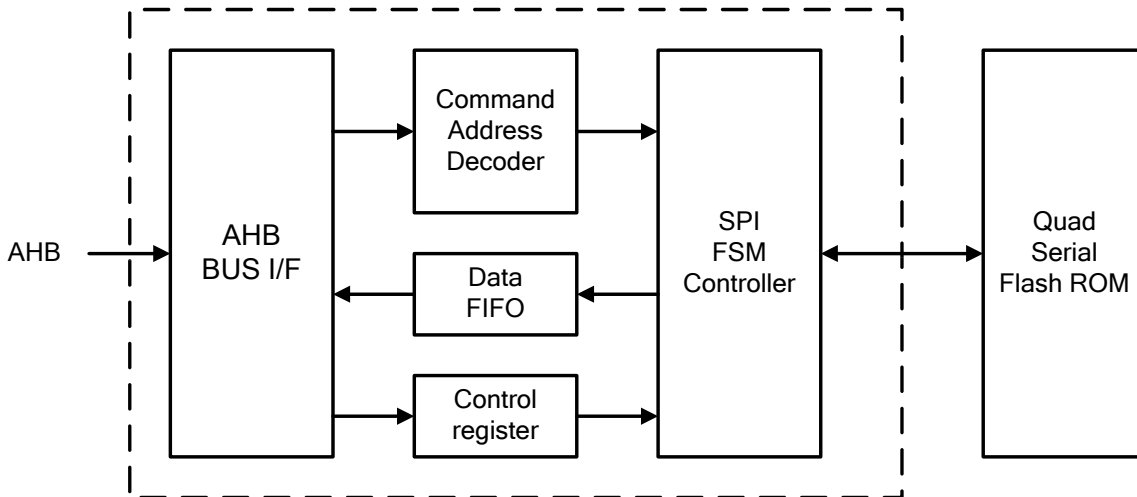 AHB
AHB
BUS I/F
Command
Address
Decoder
Data
FIFO
Control
register
SPI
FSM
Controller
Quad
Serial
Flash ROM